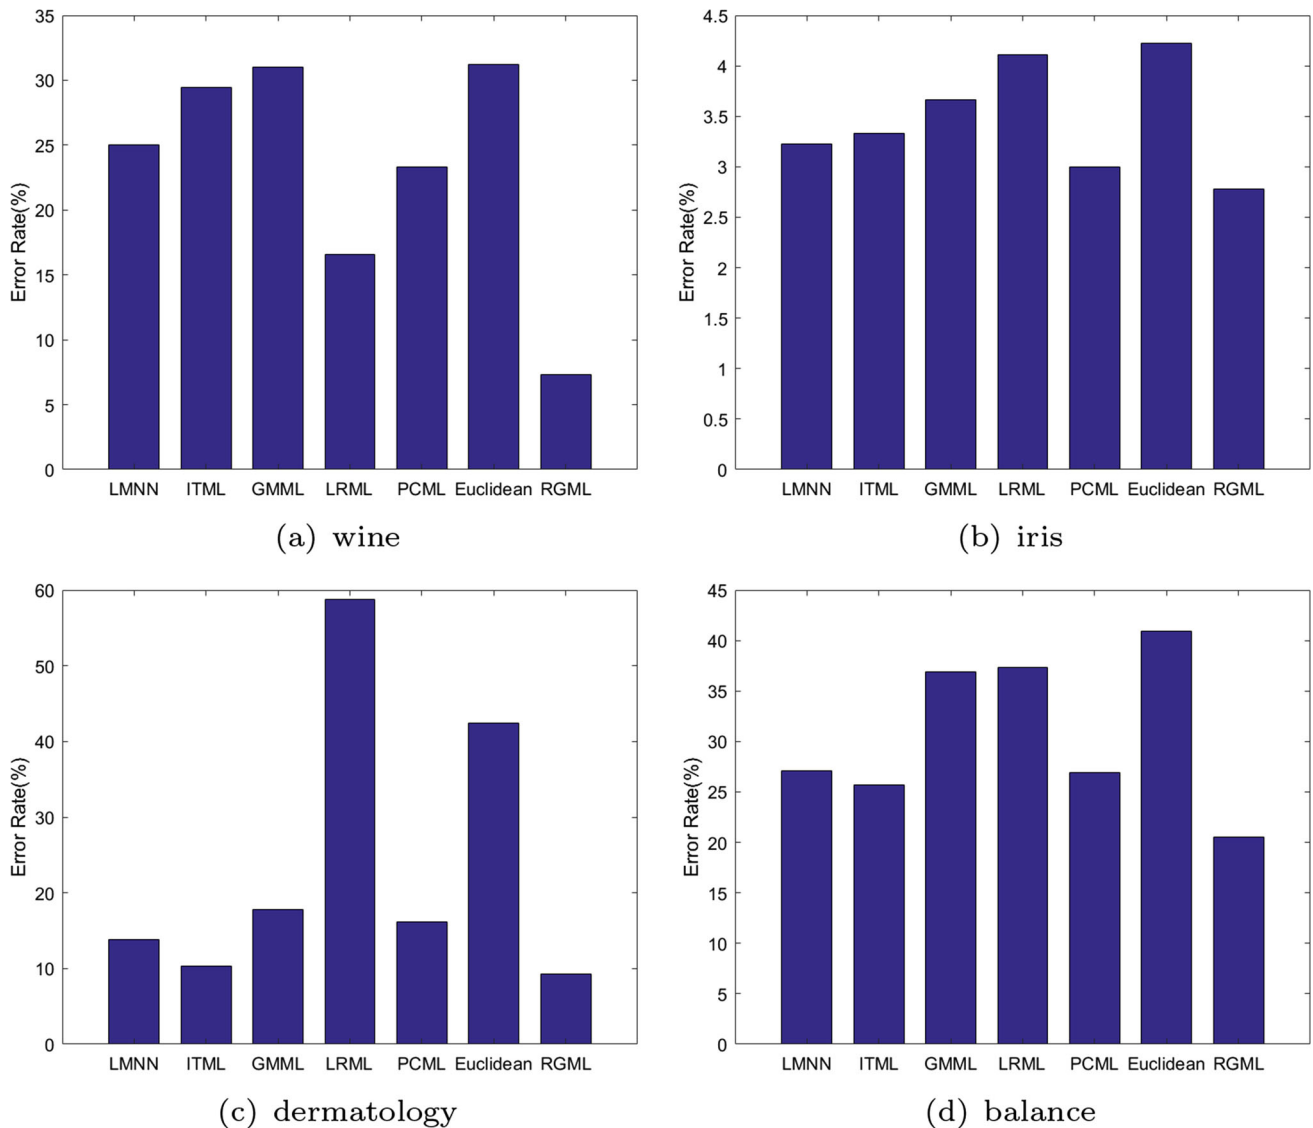 35
30
25
20
15
10
5
0
Error Rate(%)
LMNN ITML GMML LRML PCML Euclidean RGML
(a) wine
4.5
4
3.5
3
2.5
2
1.5
1
0.5
0
Error Rate(%)
LMNN ITML GMML LRML PCML Euclidean RGML
(b) iris
60
50
40
30
20
10
0
Error Rate(%)
LMNN ITML GMML LRML PCML Euclidean RGML
(c) dermatology
45
40
35
30
25
20
15
10
5
0
Error Rate(%)
LMNN ITML GMML LRML PCML Euclidean RGML
(d) balance